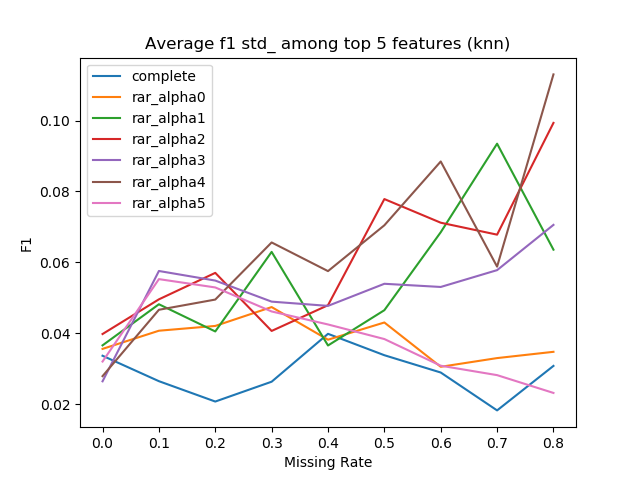 Average f1 std_ among top 5 features (knn)
complete
rar_alpha0
rar_alpha1
rar_alpha2
rar_alpha3
rar_alpha4
rar_alpha5
F1
0.10
0.08
0.06
0.04
0.02
0.0 0.1 0.2 0.3 0.4 0.5 0.6 0.7 0.8
Missing Rate